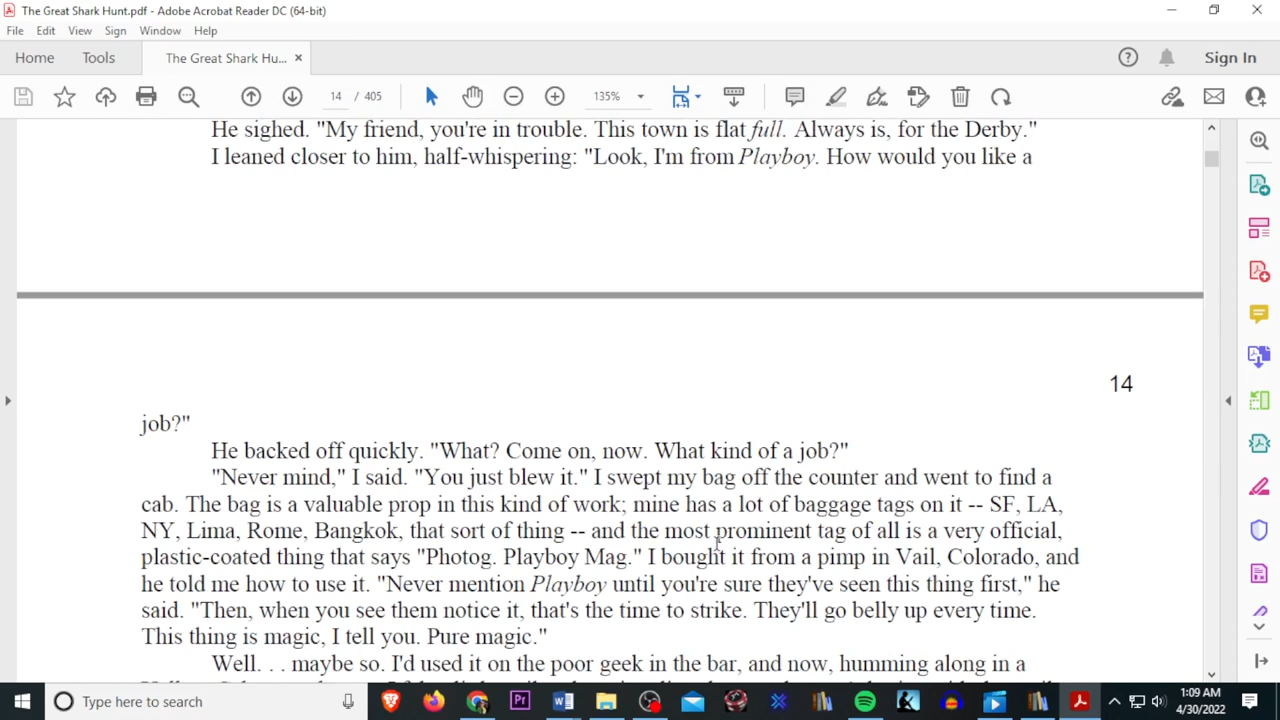 The Great Shark Hunt.pdf - Adobe Acrobat Reader DC (64-bit)
File Edit View Sign Window Help
Home Tools The Great Shark Hu... × Sign In
14 / 405 135%
He sighed. "My friend, you're in trouble. This town is flat full. Always is, for the Derby."
I leaned closer to him, half-whispering: "Look, I'm from Playboy. How would you like a
14
job?"
He backed off quickly. "What? Come on, now. What kind of a job?"
"Never mind," I said. "You just blew it." I swept my bag off the counter and went to find a
cab. The bag is a valuable prop in this kind of work; mine has a lot of baggage tags on it -- SF, LA,
NY, Lima, Rome, Bangkok, that sort of thing -- and the most prominent tag of all is a very official,
plastic-coated thing that says "Photog. Playboy Mag." I bought it from a pimp in Vail, Colorado, and
he told me how to use it. "Never mention Playboy until you're sure they've seen this thing first," he
said. "Then, when you see them notice it, that's the time to strike. They'll go belly up every time.
This thing is magic, I tell you. Pure magic."
Well. . . maybe so. I'd used it on the poor geek in the bar, and now, humming along in a
Type here to search
1:09 AM
4/30/2022